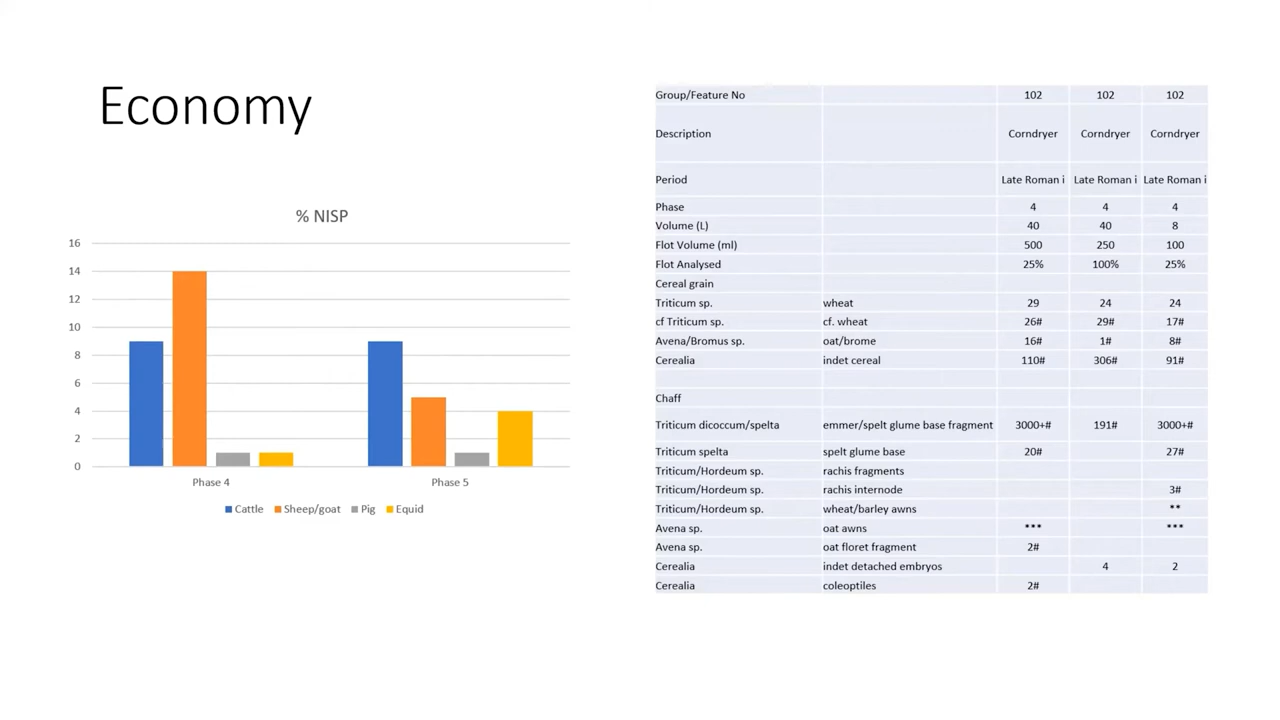 Economy
% NISP
16
14
12
10
8
6
4
2
0
Phase 4 Phase 5
Cattle Sheep/goat Pig Equid
Group/Feature No 102 102 102
Description Corndryer Corndryer Corndryer
Period Late Roman i Late Roman i Late Roman i
Phase 4 4 4
Volume (L) 40 40 8
Flot Volume (ml) 500 250 100
Flot Analysed 25% 100% 25%
Cereal grain
Triticum sp. wheat 29 24 24
cf Triticum sp. cf. wheat 26# 29# 17#
Avena/Bromus sp. oat/brome 16# 1# 8#
Cerealia indet cereal 110# 306# 91#
Chaff
Triticum dicoccum/spelta emmer/spelt glume base fragment 3000+# 191# 3000+#
Triticum spelta spelt glume base 20# 27#
Triticum/Hordeum sp. rachis fragments
Triticum/Hordeum sp. rachis internode 3#
Triticum/Hordeum sp. wheat/barley awns **
Avena sp. oat awns *** ***
Avena sp. oat floret fragment 2#
Cerealia indet detached embryos 4 2
Cerealia coleoptiles 2#